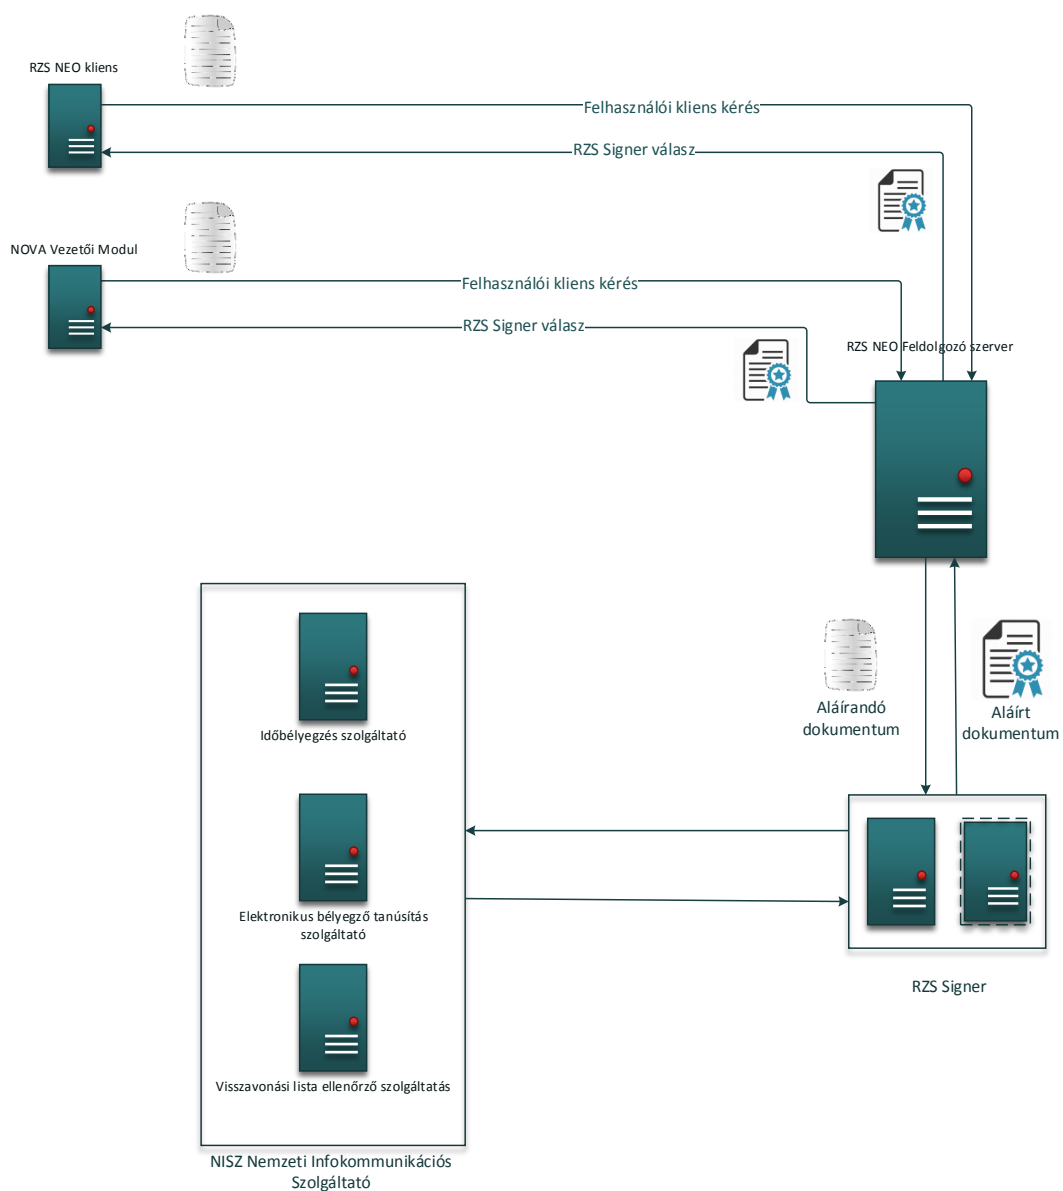 RZS NEO kliens
Felhasználói kliens kérés
RZS Signer válasz
NOVA Vezetői Modul
Felhasználói kliens kérés
RZS Signer válasz
RZS NEO Feldolgozó szerver
Aláírandó
dokumentum
Aláírt
dokumentum
Időbélyegzés szolgáltató
Elektronikus bélyegző tanúsítás
szolgáltató
Visszavonási lista ellenőrző szolgáltatás
RZS Signer
NISZ Nemzeti Infokommunikációs
Szolgáltató